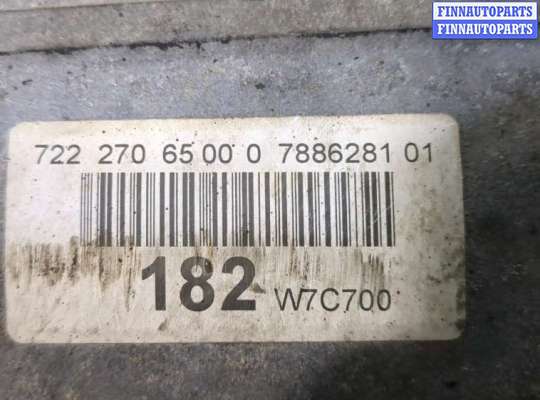 FINNAUTOPARTS
FINNAUTOPARTS
722 270 65 00 0 7886281 01
182 W7C700